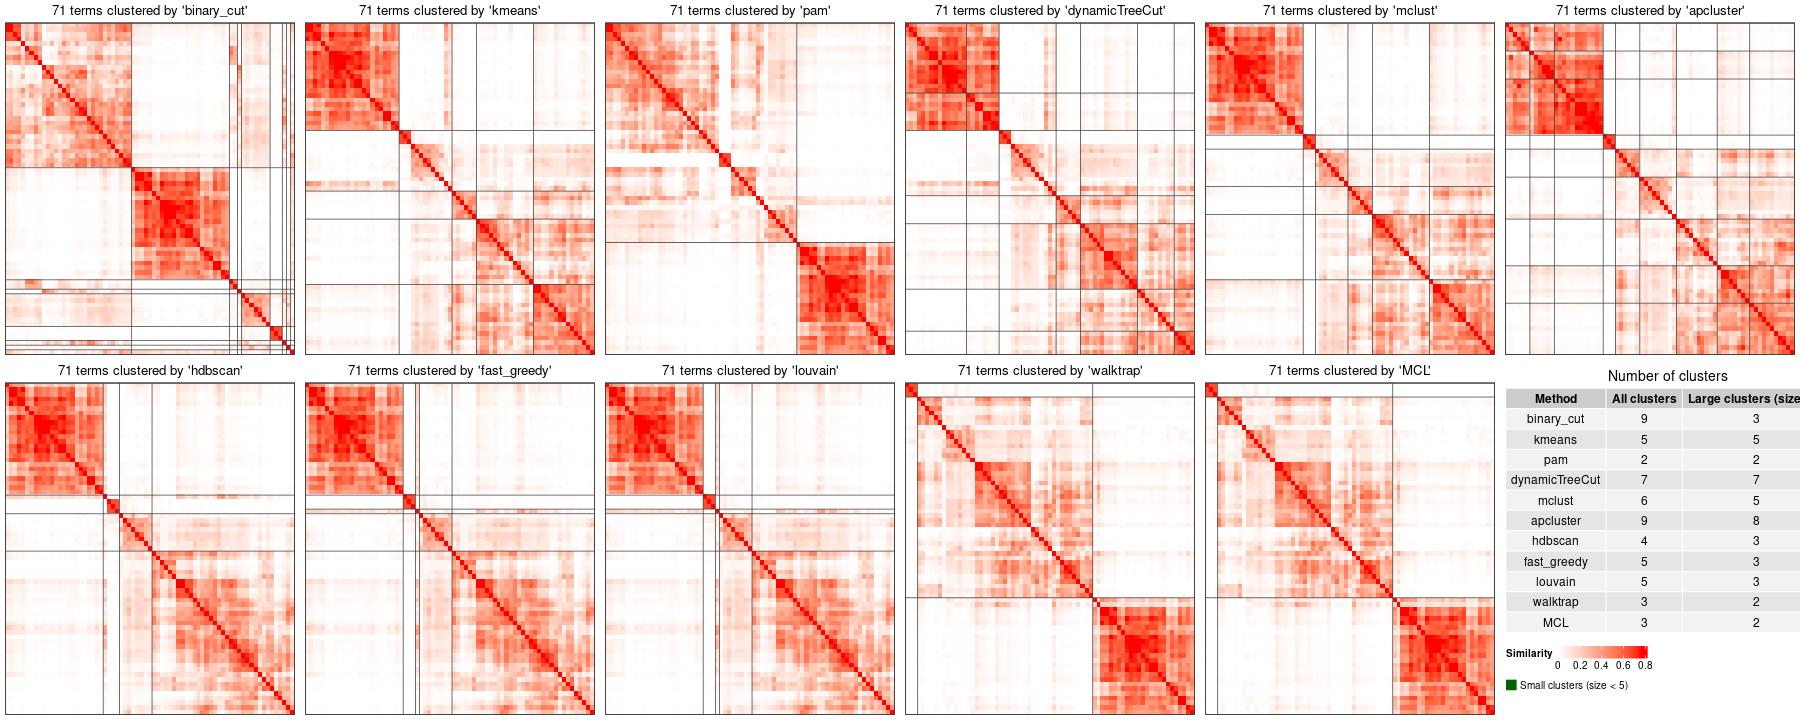 71 terms clustered by 'binary_cut'
71 terms clustered by 'kmeans'
71 terms clustered by 'pam'
71 terms clustered by 'dynamicTreeCut'
71 terms clustered by 'mclust'
71 terms clustered by 'apcluster'
71 terms clustered by 'hdbscan'
71 terms clustered by 'fast_greedy'
71 terms clustered by 'louvain'
71 terms clustered by 'walktrap'
71 terms clustered by 'MCL'
Number of clusters
Method All clusters Large clusters (size
binary_cut 9 3
kmeans 5 5
pam 2 2
dynamicTreeCut 7 7
mclust 6 5
apcluster 9 8
hdbscan 4 3
fast_greedy 5 3
louvain 5 3
walktrap 3 2
MCL 3 2
Similarity
0 0.2 0.4 0.6 0.8
Small clusters (size < 5)